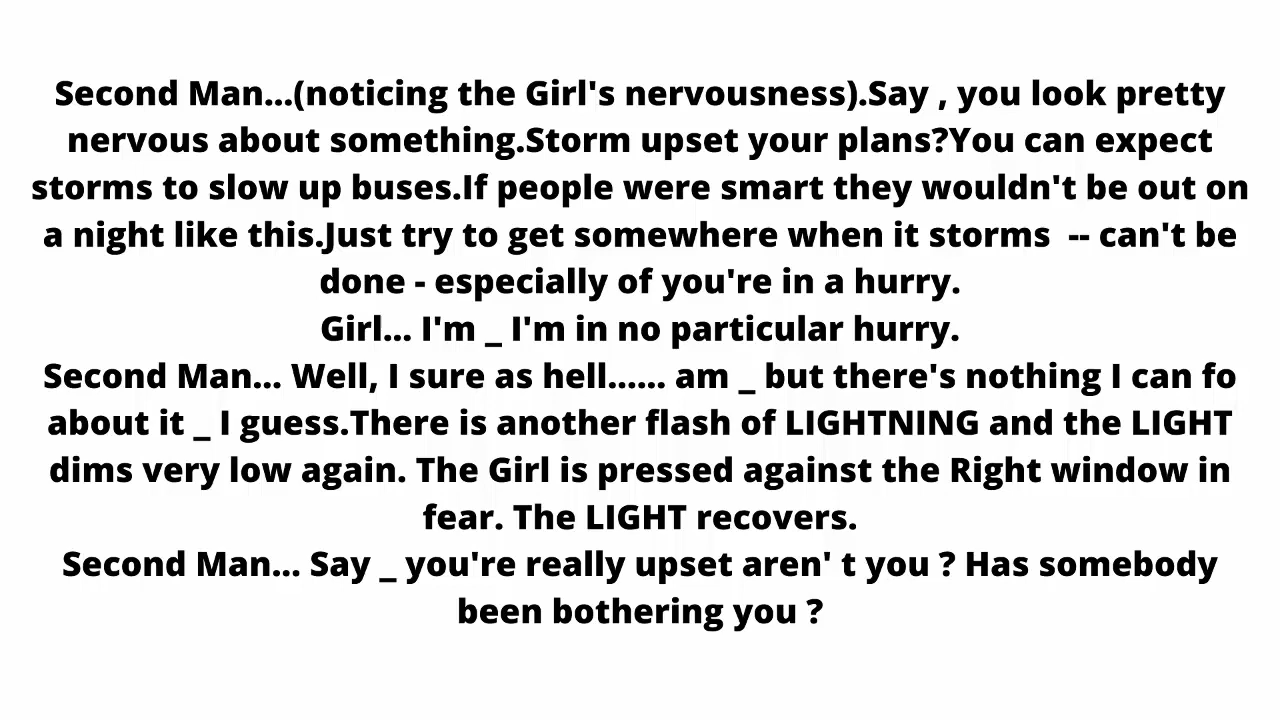 Second Man...(noticing the Girl's nervousness).Say , you look pretty
nervous about something.Storm upset your plans?You can expect
storms to slow up buses.If people were smart they wouldn't be out on
a night like this.Just try to get somewhere when it storms  -- can't be
done - especially of you're in a hurry.
Girl... I'm _ I'm in no particular hurry.
Second Man... Well, I sure as hell...... am _ but there's nothing I can fo
about it _ I guess.There is another flash of LIGHTNING and the LIGHT
dims very low again. The Girl is pressed against the Right window in
fear. The LIGHT recovers.
Second Man... Say _ you're really upset aren' t you ? Has somebody
been bothering you ?